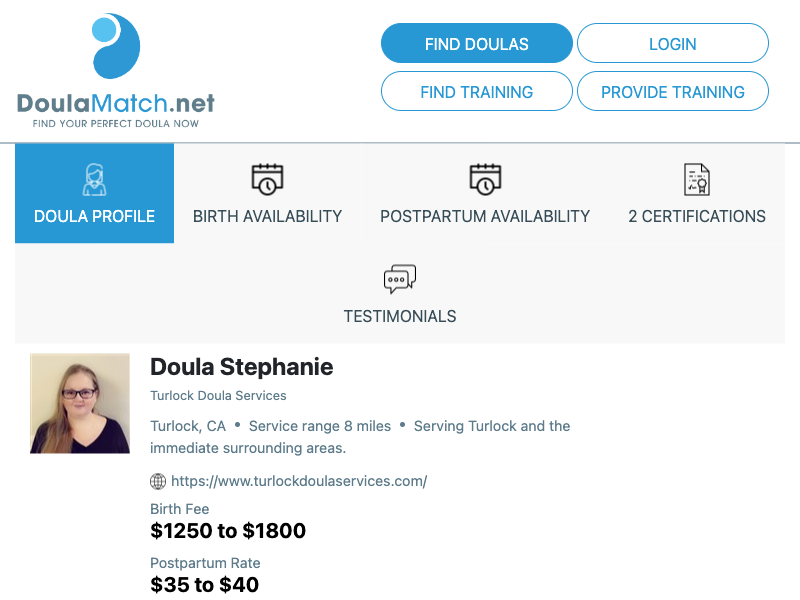 DoulaMatch.net
FIND YOUR PERFECT DOULA NOW
FIND DOULAS
LOGIN
FIND TRAINING
PROVIDE TRAINING
DOULA PROFILE
BIRTH AVAILABILITY
POSTPARTUM AVAILABILITY
2 CERTIFICATIONS
TESTIMONIALS
Doula Stephanie
Turlock Doula Services
Turlock, CA • Service range 8 miles • Serving Turlock and the
immediate surrounding areas.
https://www.turlockdoulaservices.com/
Birth Fee
$1250 to $1800
Postpartum Rate
$35 to $40